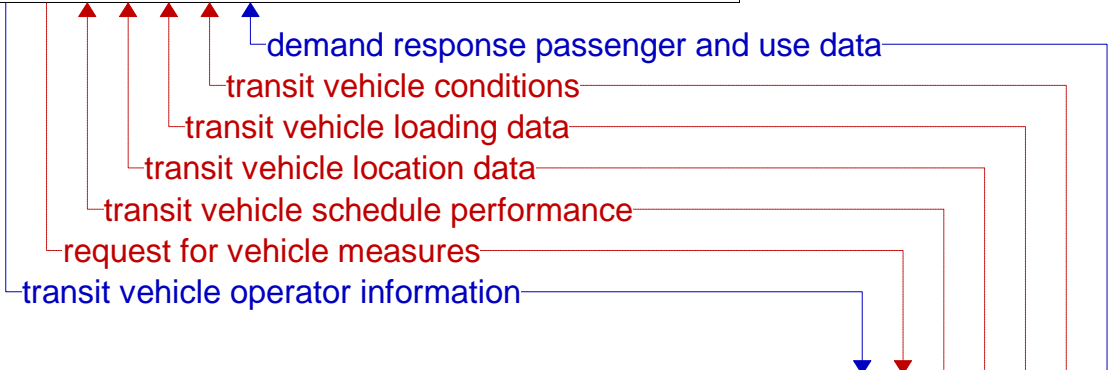 demand response passenger and use data
transit vehicle conditions
transit vehicle loading data
transit vehicle location data
transit vehicle schedule performance
request for vehicle measures
transit vehicle operator information